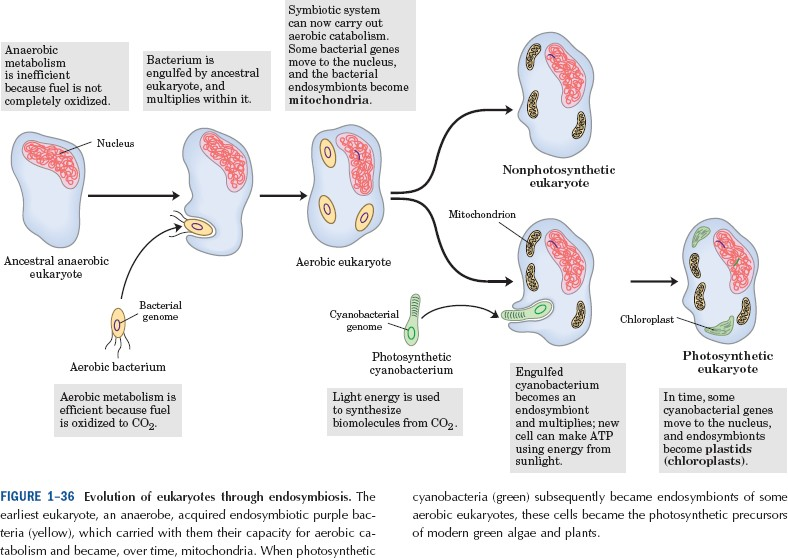 Anaerobic
metabolism
is inefficient
because fuel is not
completely oxidized.
Bacterium is
engulfed by ancestral
eukaryote, and
multiplies within it.
Symbiotic system
can now carry out
aerobic catabolism.
Some bacterial genes
move to the nucleus,
and the bacterial
endosymbionts become
mitochondria.
Nucleus
Ancestral anaerobic
eukaryote
Aerobic eukaryote
Nonphotosynthetic
eukaryote
Bacterial
genome
Aerobic bacterium
Aerobic metabolism is
efficient because fuel
is oxidized to CO₂.
Mitochondrion
Cyanobacterial
genome
Photosynthetic
cyanobacterium
Light energy is used
to synthesize
biomolecules from CO₂.
Engulfed
cyanobacterium
becomes an
endosymbiont
and multiplies; new
cell can make ATP
using energy from
sunlight.
Chloroplast
Photosynthetic
eukaryote
In time, some
cyanobacterial genes
move to the nucleus,
and endosymbionts
become plastids
(chloroplasts).
FIGURE 1–36 Evolution of eukaryotes through endosymbiosis. The
earliest eukaryote, an anaerobe, acquired endosymbiotic purple bac-
teria (yellow), which carried with them their capacity for aerobic ca-
tabolism and became, over time, mitochondria. When photosynthetic
cyanobacteria (green) subsequently became endosymbionts of some
aerobic eukaryotes, these cells became the photosynthetic precursors
of modern green algae and plants.